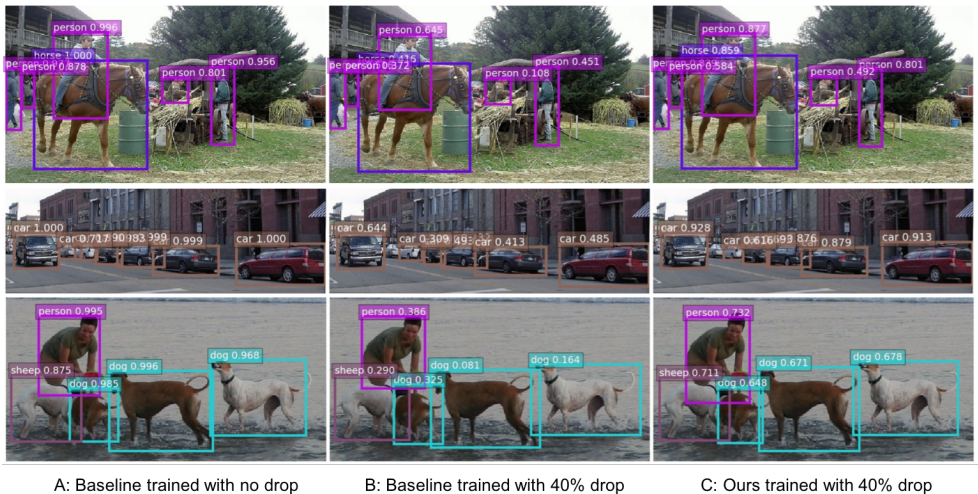 person 0.996
horse 1.000
person 0.878
person 0.801
person 0.956
person 0.645
horse 0.416
person 0.372
person 0.108
person 0.451
person 0.877
horse 0.859
person 0.584
person 0.492
person 0.801
car 1.000
car 0.717
0.999
car 1.000
car 0.644
car 0.309
car 0.413
car 0.485
car 0.928
car 0.616
0.879
car 0.913
person 0.995
sheep 0.875
dog 0.985
dog 0.996
dog 0.968
person 0.386
sheep 0.290
dog 0.325
dog 0.081
dog 0.164
person 0.732
sheep 0.711
dog 0.648
dog 0.671
dog 0.678
A: Baseline trained with no drop
B: Baseline trained with 40% drop
C: Ours trained with 40% drop